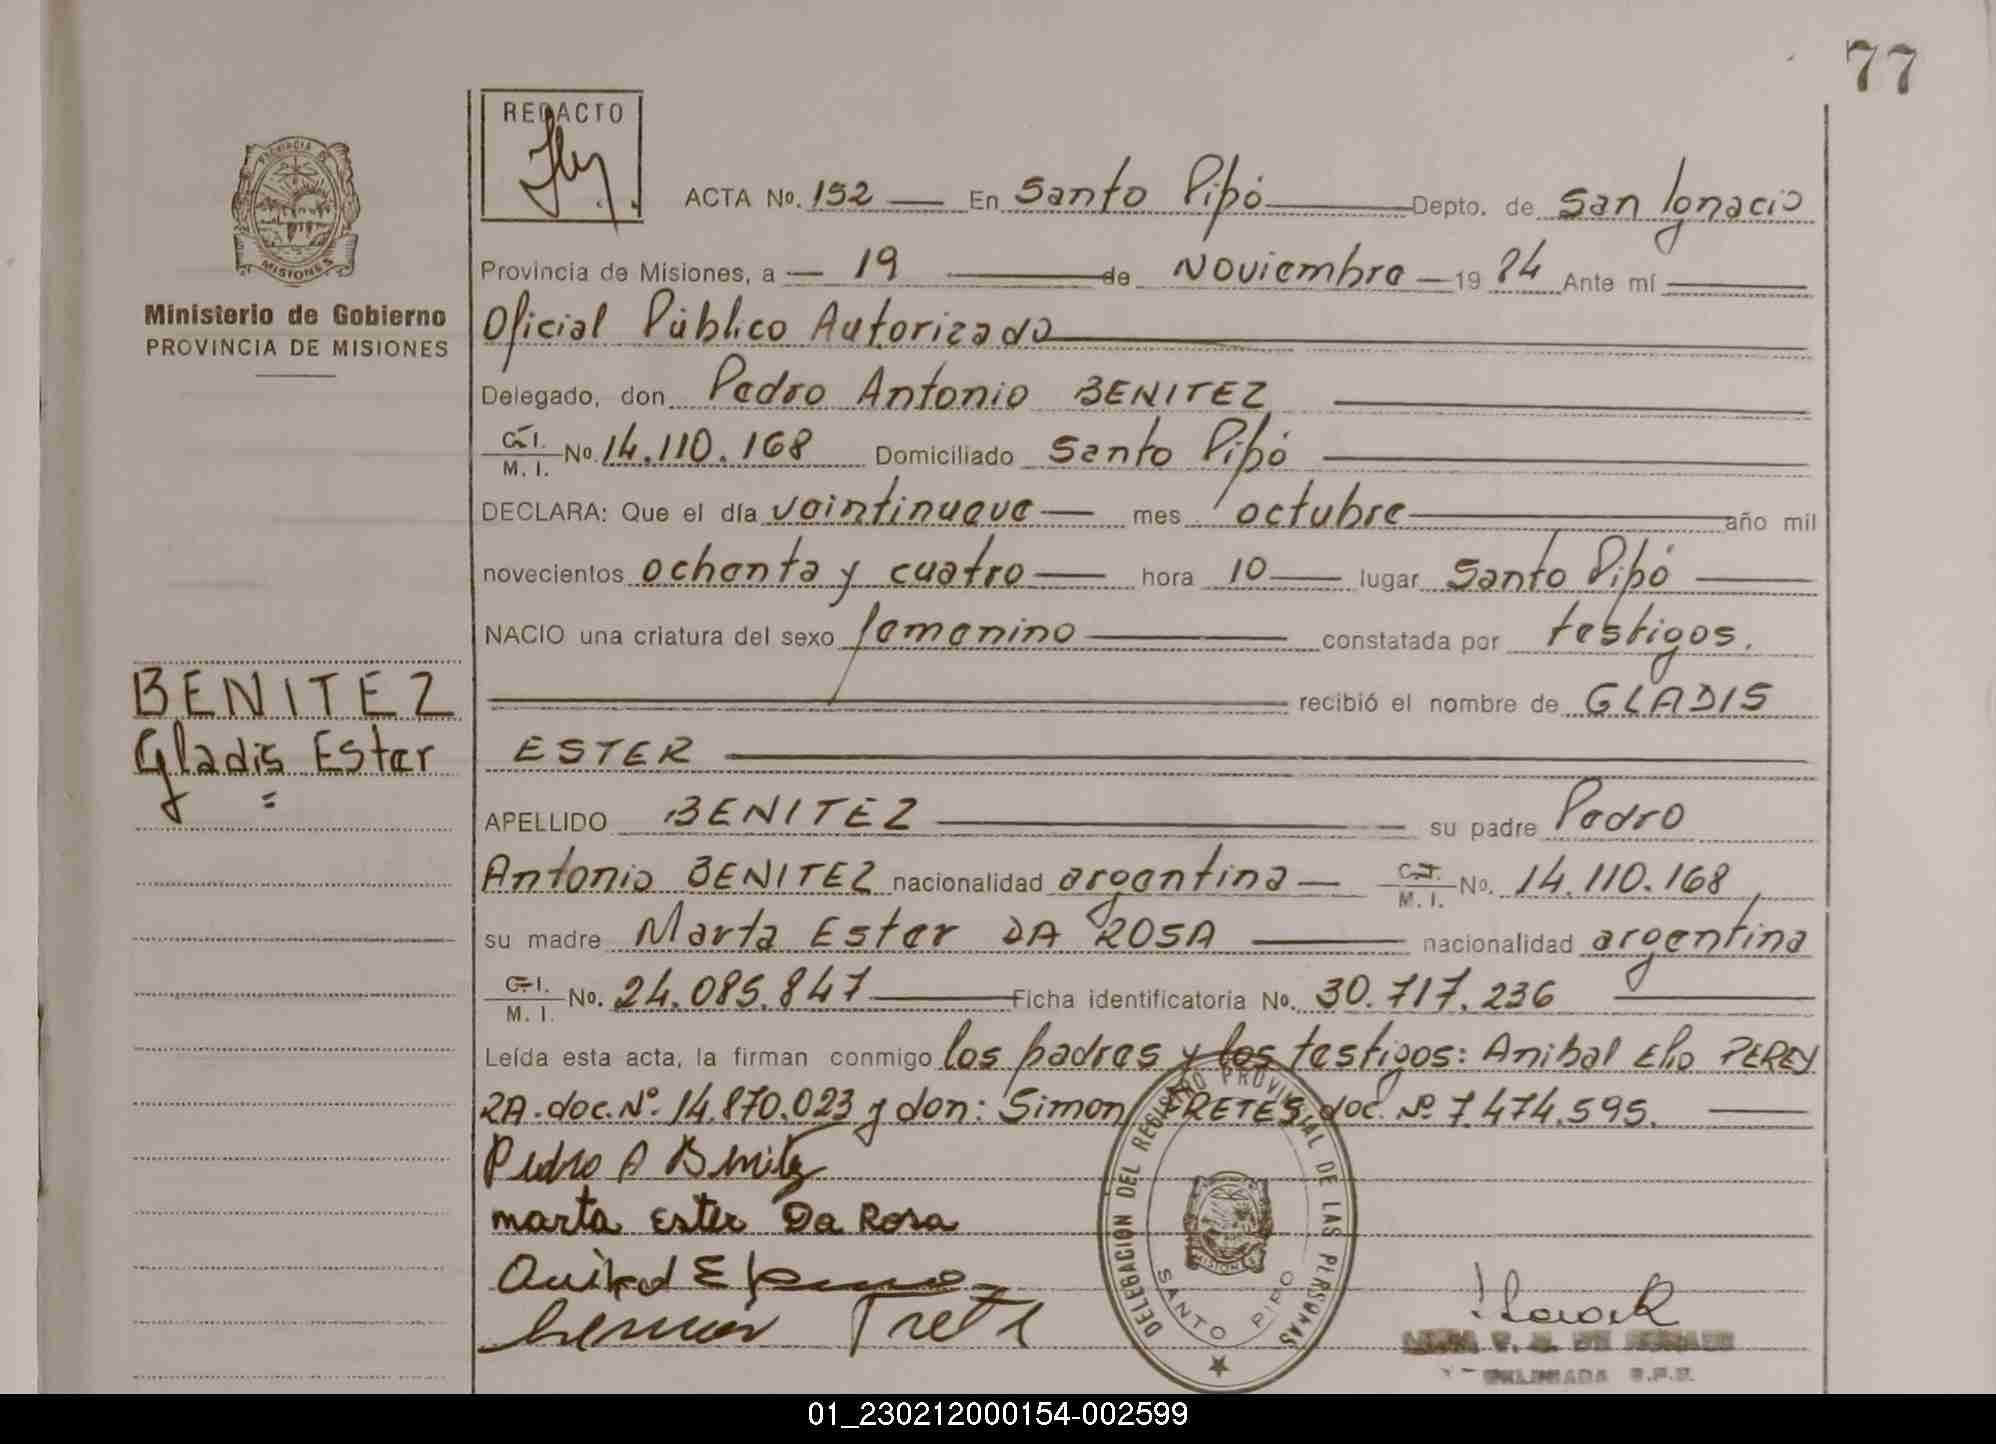 77
REDACTO
PROVINCIA DE
MISIONES
Ministerio de Gobierno
PROVINCIA DE MISIONES
ACTA No. 152 En Santo Pipó Depto. de San Ignacio
Provincia de Misiones, a 19 de Noviembre 1984 Ante mí
Oficial Público Autorizado
Delegado, don Pedro Antonio BENITEZ
C. I. M. I. No. 14.110.168 Domiciliado Santo Pipó
DECLARA: Que el día veintinueve mes octubre año mil
novecientos ochenta y cuatro hora 10 lugar Santo Pipó
NACIO una criatura del sexo femenino constatada por testigos.
recibió el nombre de GLADIS
ESTER
BENITEZ
Gladis Ester
APELLIDO BENITEZ su padre Pedro
Antonio BENITEZ nacionalidad argentina C. I. M. I. No. 14.110.168
su madre Marta Ester DA ROSA nacionalidad argentina
C. I. M. I. No. 24.085.847 Ficha identificatoria No. 30.717.236
Leída esta acta, la firman conmigo los padres y los testigos: Anibal Elio PEREY
RA. doc. Nº. 14.870.023 y don: Simon FRETES doc. Nº 7.474.595.
Pedro A Benitez
marta Ester Da Rosa
DELEGACION DEL REGISTRO PROVINCIAL DE LAS PERSONAS
MISIONES
SANTO PIPO
01_230212000154-002599